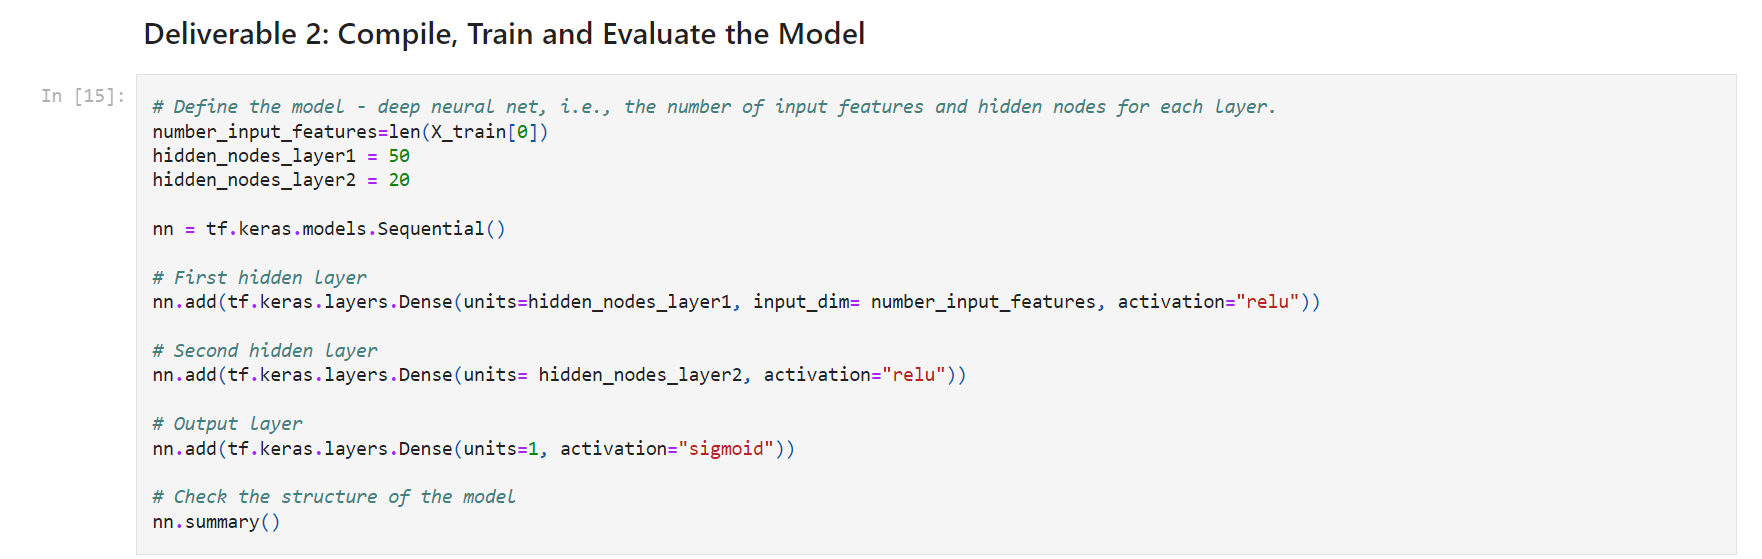 Deliverable 2: Compile, Train and Evaluate the Model
In [15]:
# Define the model - deep neural net, i.e., the number of input features and hidden nodes for each layer.
number_input_features=len(X_train[0])
hidden_nodes_layer1 = 50
hidden_nodes_layer2 = 20
nn = tf.keras.models.Sequential()
# First hidden layer
nn.add(tf.keras.layers.Dense(units=hidden_nodes_layer1, input_dim= number_input_features, activation="relu"))
# Second hidden layer
nn.add(tf.keras.layers.Dense(units= hidden_nodes_layer2, activation="relu"))
# Output layer
nn.add(tf.keras.layers.Dense(units=1, activation="sigmoid"))
# Check the structure of the model
nn.summary()